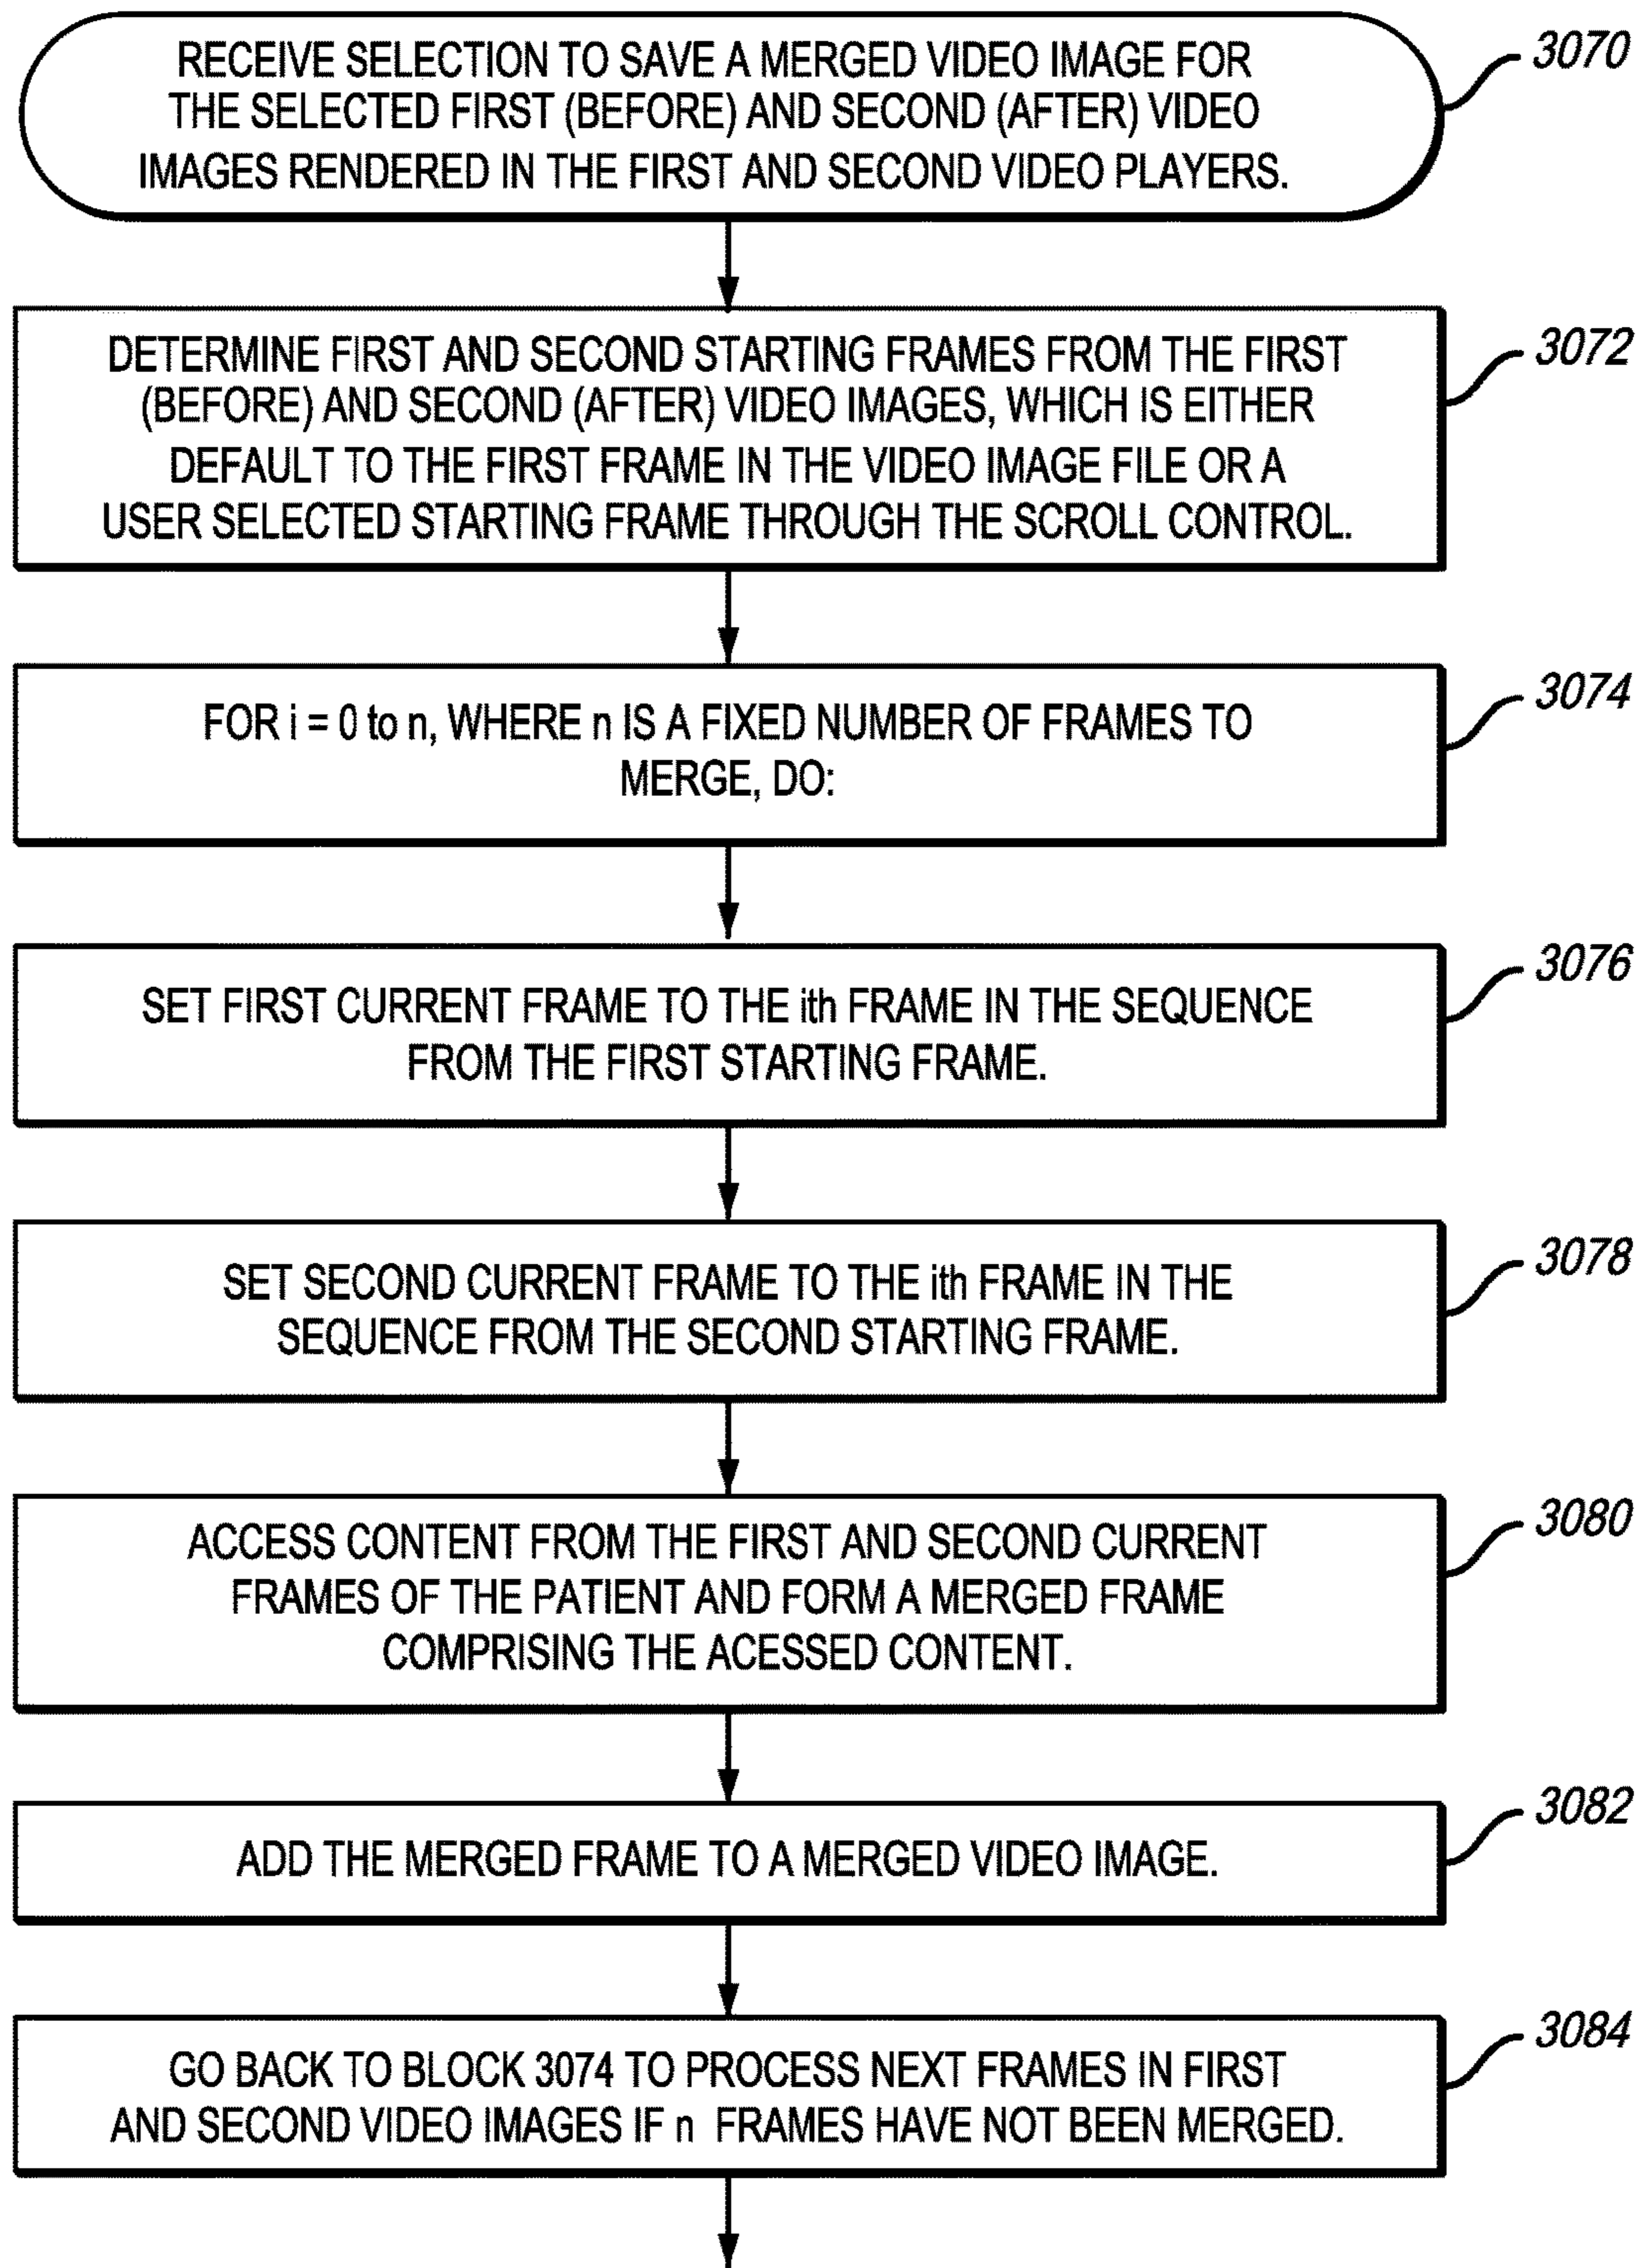 RECEIVE SELECTION TO SAVE A MERGED VIDEO IMAGE FOR
THE SELECTED FIRST (BEFORE) AND SECOND (AFTER) VIDEO
IMAGES RENDERED IN THE FIRST AND SECOND VIDEO PLAYERS.
3070
DETERMINE FIRST AND SECOND STARTING FRAMES FROM THE FIRST
(BEFORE) AND SECOND (AFTER) VIDEO IMAGES, WHICH IS EITHER
DEFAULT TO THE FIRST FRAME IN THE VIDEO IMAGE FILE OR A
USER SELECTED STARTING FRAME THROUGH THE SCROLL CONTROL.
3072
FOR i = 0 to n, WHERE n IS A FIXED NUMBER OF FRAMES TO
MERGE, DO:
3074
SET FIRST CURRENT FRAME TO THE ith FRAME IN THE SEQUENCE
FROM THE FIRST STARTING FRAME.
3076
SET SECOND CURRENT FRAME TO THE ith FRAME IN THE
SEQUENCE FROM THE SECOND STARTING FRAME.
3078
ACCESS CONTENT FROM THE FIRST AND SECOND CURRENT
FRAMES OF THE PATIENT AND FORM A MERGED FRAME
COMPRISING THE ACESSED CONTENT.
3080
ADD THE MERGED FRAME TO A MERGED VIDEO IMAGE.
3082
GO BACK TO BLOCK 3074 TO PROCESS NEXT FRAMES IN FIRST
AND SECOND VIDEO IMAGES IF n FRAMES HAVE NOT BEEN MERGED.
3084